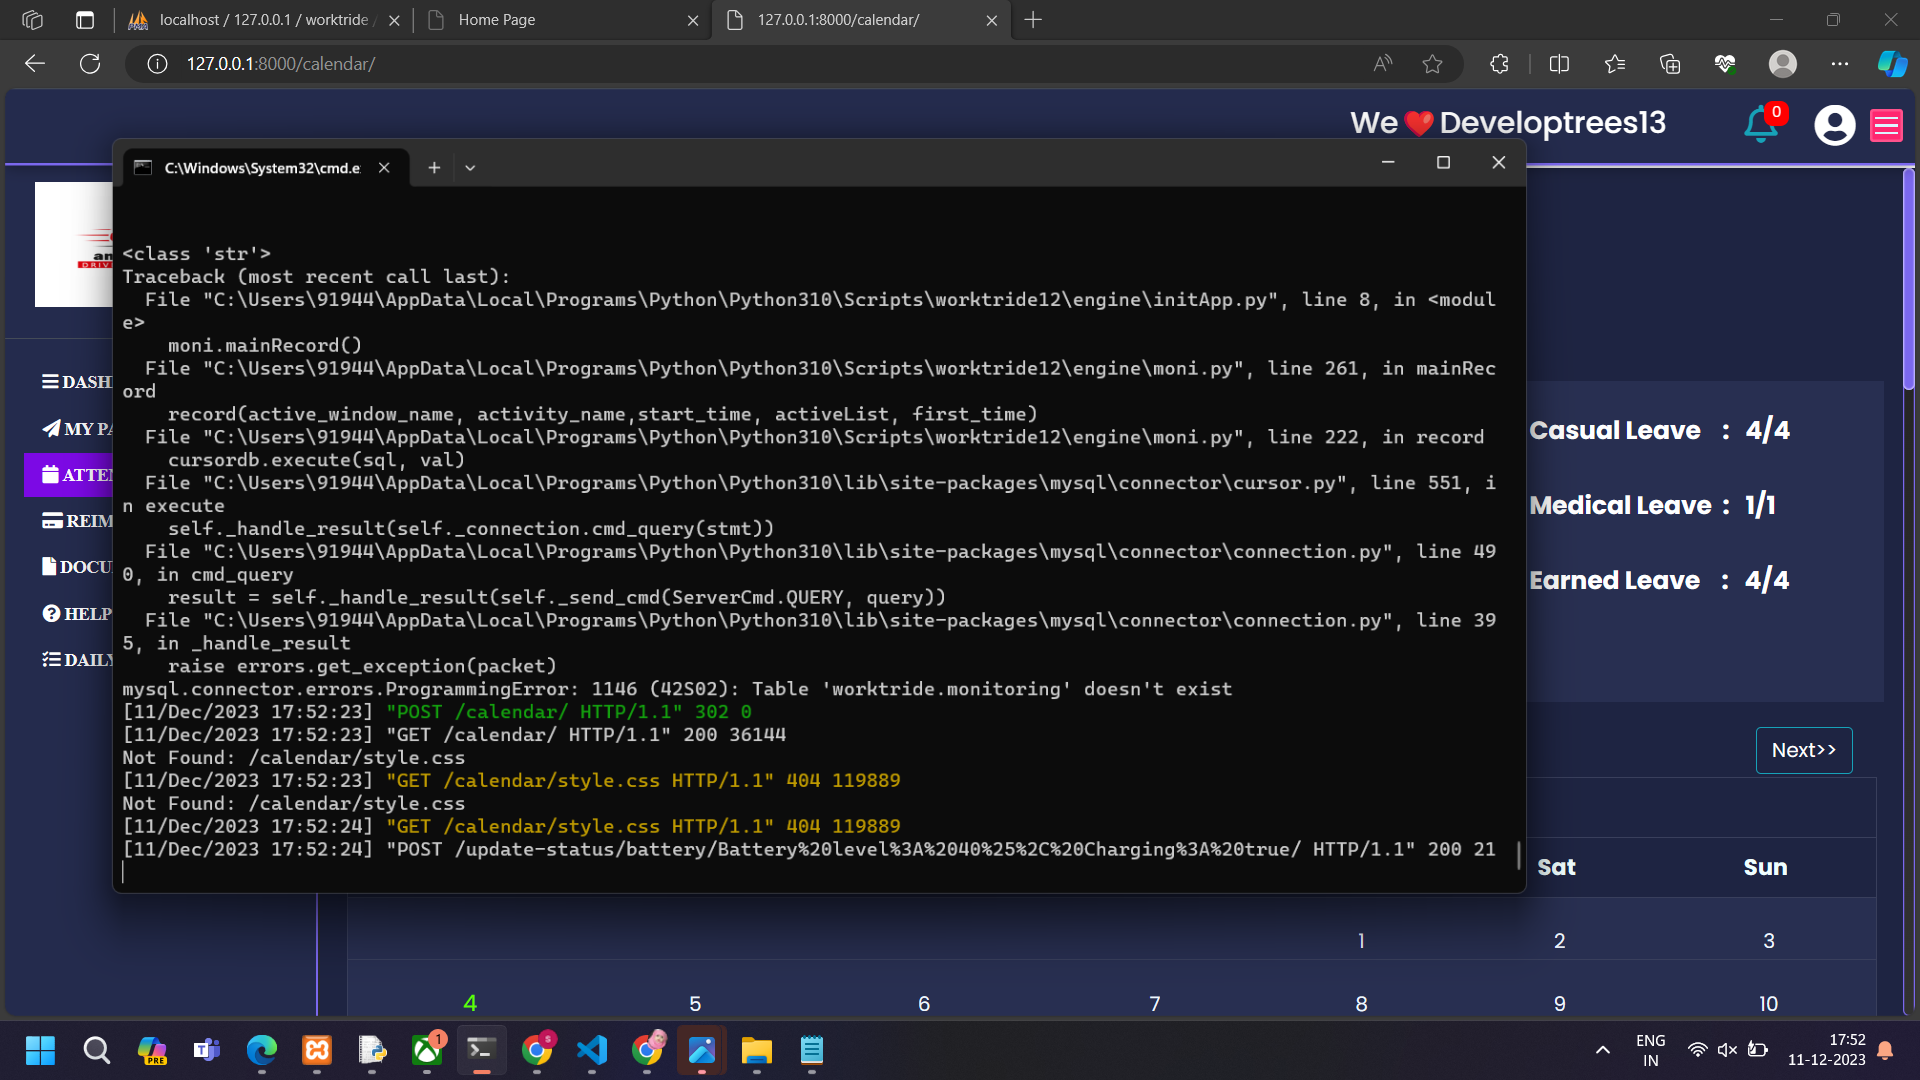 localhost / 127.0.0.1 / worktride /
Home Page
127.0.0.1:8000/calendar/
127.0.0.1:8000/calendar/
We ❤️ Developtrees13
0
C:\Windows\System32\cmd.e
<class 'str'>
Traceback (most recent call last):
  File "C:\Users\91944\AppData\Local\Programs\Python\Python310\Scripts\worktride12\engine\initApp.py", line 8, in <modul
e>
    moni.mainRecord()
  File "C:\Users\91944\AppData\Local\Programs\Python\Python310\Scripts\worktride12\engine\moni.py", line 261, in mainRec
ord
    record(active_window_name, activity_name,start_time, activeList, first_time)
  File "C:\Users\91944\AppData\Local\Programs\Python\Python310\Scripts\worktride12\engine\moni.py", line 222, in record
    cursordb.execute(sql, val)
  File "C:\Users\91944\AppData\Local\Programs\Python\Python310\lib\site-packages\mysql\connector\cursor.py", line 551, i
n execute
    self._handle_result(self._connection.cmd_query(stmt))
  File "C:\Users\91944\AppData\Local\Programs\Python\Python310\lib\site-packages\mysql\connector\connection.py", line 49
0, in cmd_query
    result = self._handle_result(self._send_cmd(ServerCmd.QUERY, query))
  File "C:\Users\91944\AppData\Local\Programs\Python\Python310\lib\site-packages\mysql\connector\connection.py", line 39
5, in _handle_result
    raise errors.get_exception(packet)
mysql.connector.errors.ProgrammingError: 1146 (42S02): Table 'worktride.monitoring' doesn't exist
[11/Dec/2023 17:52:23] "POST /calendar/ HTTP/1.1" 302 0
[11/Dec/2023 17:52:23] "GET /calendar/ HTTP/1.1" 200 36144
Not Found: /calendar/style.css
[11/Dec/2023 17:52:23] "GET /calendar/style.css HTTP/1.1" 404 119889
Not Found: /calendar/style.css
[11/Dec/2023 17:52:24] "GET /calendar/style.css HTTP/1.1" 404 119889
[11/Dec/2023 17:52:24] "POST /update-status/battery/Battery%20level%3A%2040%25%2C%20Charging%3A%20true/ HTTP/1.1" 200 21
DASH
MY PA
ATTEN
REIM
DOCU
HELP
DAILY
Casual Leave : 4/4
Medical Leave : 1/1
Earned Leave : 4/4
Next>>
Sat Sun
1 2 3
4 5 6 7 8 9 10
PRE
1
ENG
IN
17:52
11-12-2023